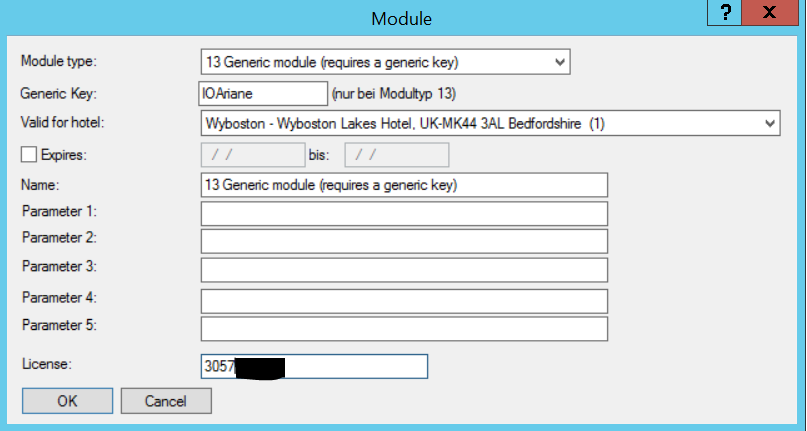 Module
? X
Module type: 13 Generic module (requires a generic key)
Generic Key: IOAriane (nur bei Modultyp 13)
Valid for hotel: Wyboston - Wyboston Lakes Hotel, UK-MK44 3AL Bedfordshire (1)
Expires: / / bis: / /
Name: 13 Generic module (requires a generic key)
Parameter 1:
Parameter 2:
Parameter 3:
Parameter 4:
Parameter 5:
License: 3057
OK Cancel